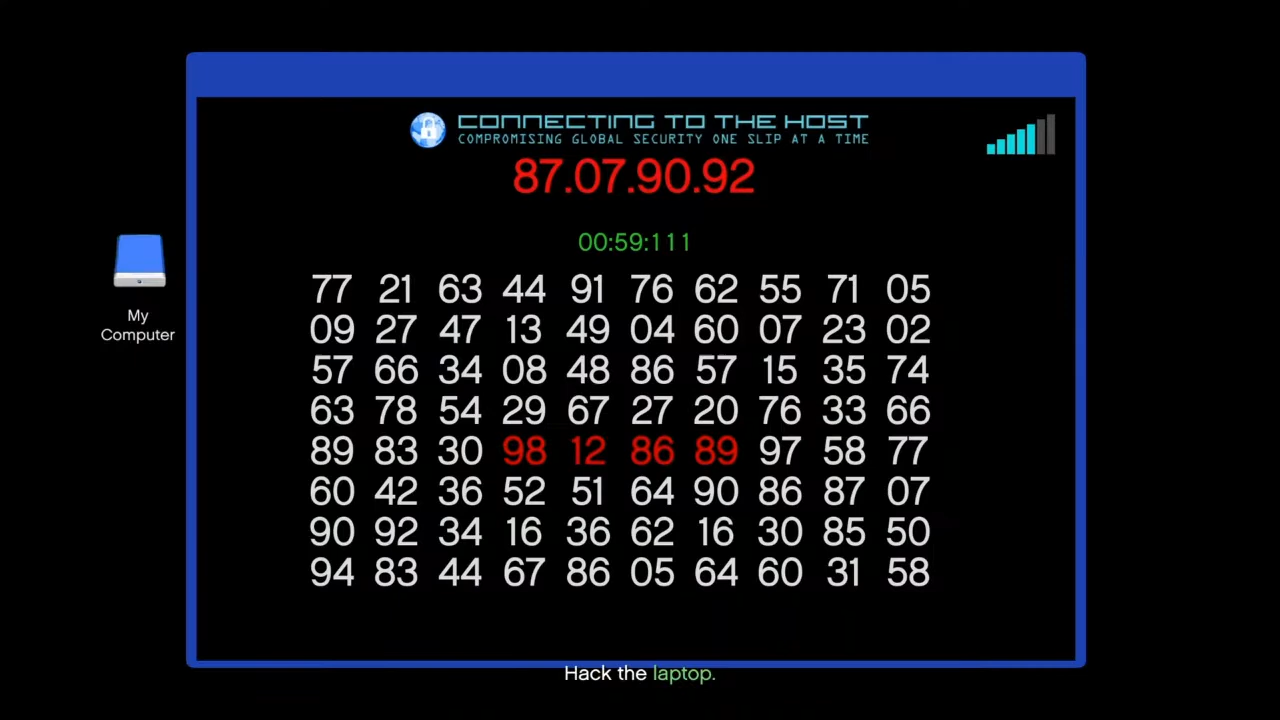 CONNECTING TO THE HOST
COMPROMISING GLOBAL SECURITY ONE SLIP AT A TIME
87.07.90.92
00:59:111
77 21 63 44 91 76 62 55 71 05
09 27 47 13 49 04 60 07 23 02
57 66 34 08 48 86 57 15 35 74
63 78 54 29 67 27 20 76 33 66
89 83 30 98 12 86 89 97 58 77
60 42 36 52 51 64 90 86 87 07
90 92 34 16 36 62 16 30 85 50
94 83 44 67 86 05 64 60 31 58
My
Computer
Hack the laptop.